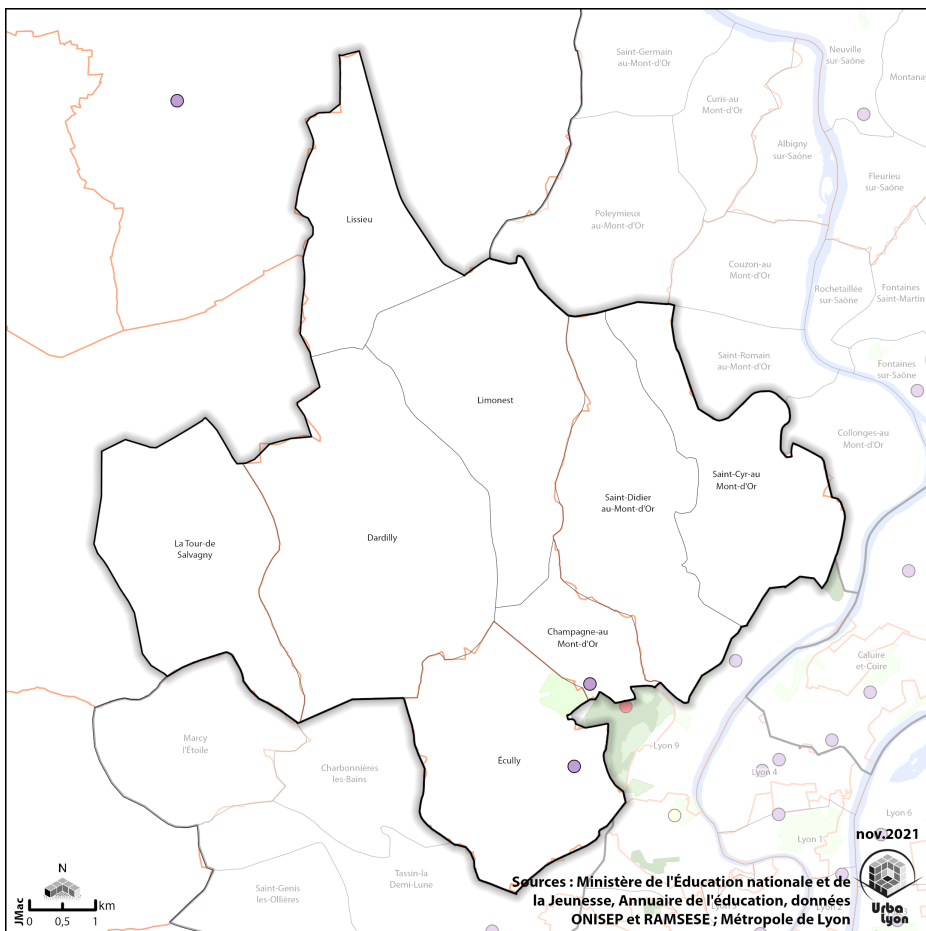 Saint-Germain
au-Mont-d'Or
Neuville
sur-Saône
Montanay
Curis-au
Mont-d'Or
Albigny
sur-Saône
Fleurieu
sur-Saône
Lissieu
Poleymieux
au-Mont-d'Or
Couzon-au
Mont-d'Or
Rochetaillée
sur-Saône
Fontaines
Saint-Martin
Saint-Romain
au-Mont-d'Or
Fontaines
sur-Saône
Limonest
Collonges-au
Mont-d'Or
Saint-Cyr-au
Mont-d'Or
Saint-Didier
au-Mont-d'Or
La Tour-de
Salvagny
Dardilly
Champagne-au
Mont-d'Or
Caluire
et-Cuire
Marcy
l'Étoile
Charbonnières
les-Bains
Lyon 9
Écully
Lyon 4
Lyon 6
Lyon 1
nov.2021
Tassin-la
Demi-Lune
Saint-Genis
les-Ollières
Sources : Ministère de l'Éducation nationale et de
la Jeunesse, Annuaire de l'éducation, données
ONISEP et RAMSESE ; Métropole de Lyon
Lyon 5
Lyon 2
Lyon 3
N
0 0,5 1 km
JMac
Urba
Lyon